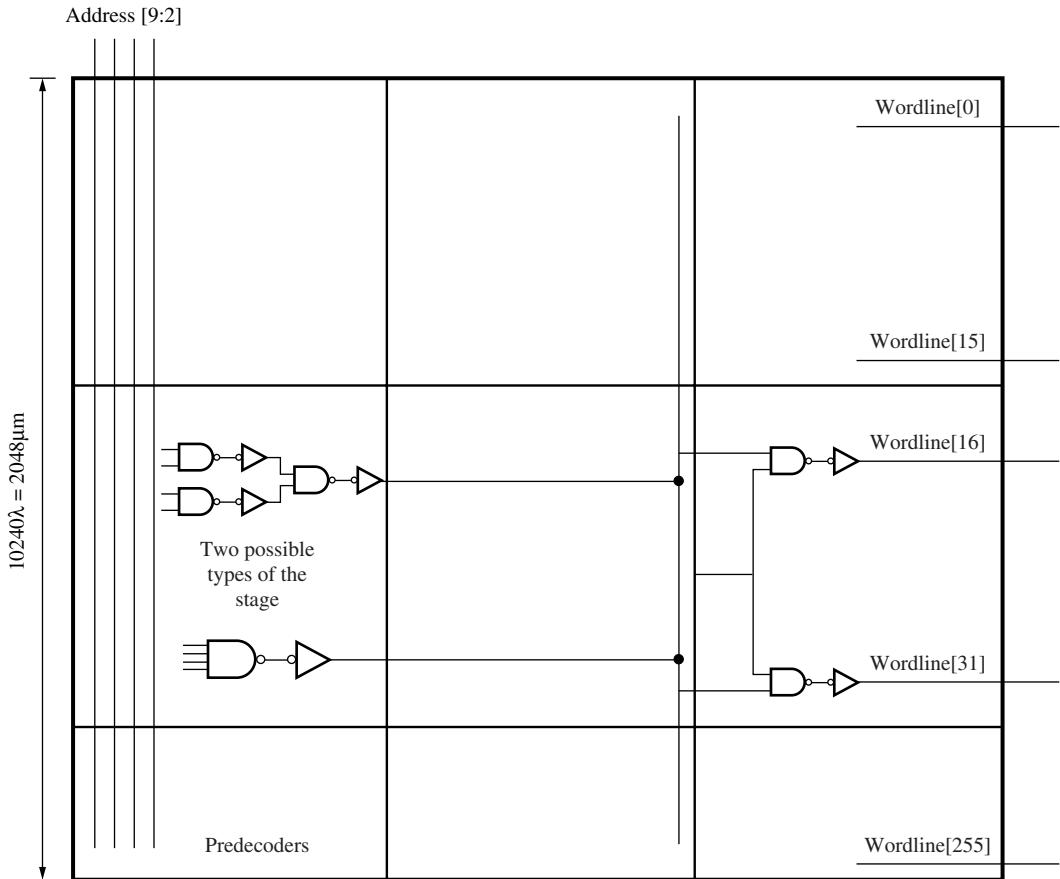 Address [9:2]
Wordline[0]
Wordline[15]
10240λ = 2048μm
Wordline[16]
Two possible
types of the
stage
Wordline[31]
Predecoders
Wordline[255]